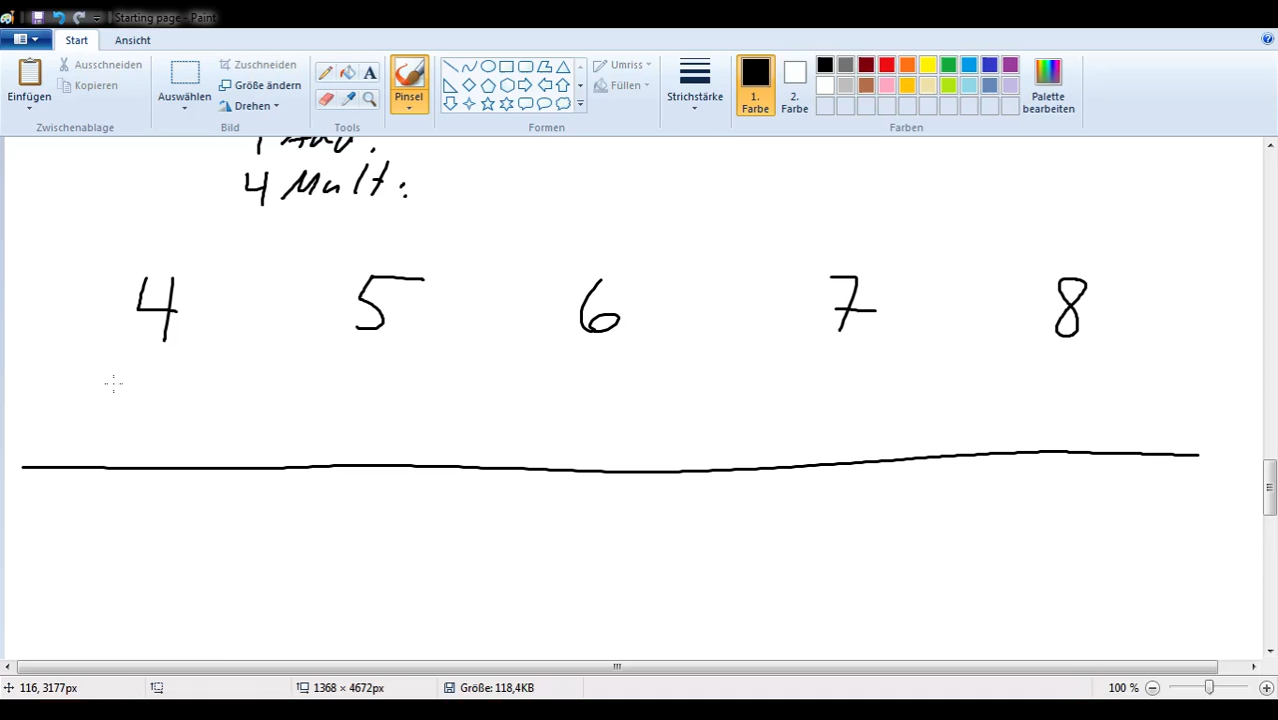 Starting page - Paint
Start Ansicht
Einfügen
Ausschneiden
Kopieren
Zwischenablage
Auswählen
Zuschneiden
Größe ändern
Drehen
Bild
A
Tools
Pinsel
Formen
Umriss
Füllen
Strichstärke
1. Farbe
2. Farbe
Palette bearbeiten
Farben
4 Mult:
4 5 6 7 8
116, 3177px
1368 × 4672px
Größe: 118,4KB
100 %